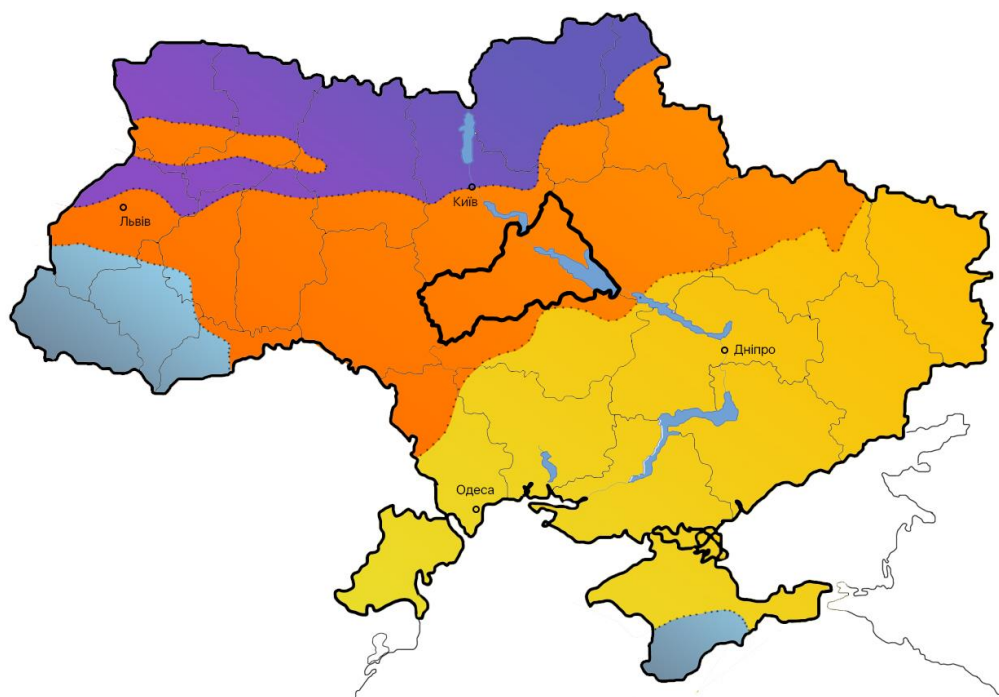 Київ
Львів
Дніпро
Одеса